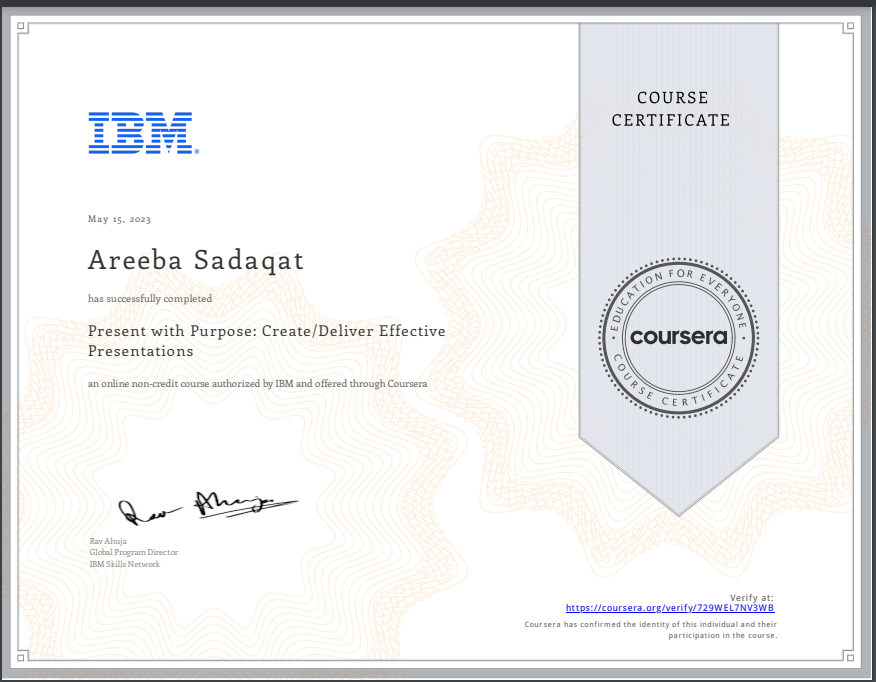 COURSE
CERTIFICATE
IBM®
May 15, 2023
Areeba Sadaqat
has successfully completed
Present with Purpose: Create/Deliver Effective
Presentations
an online non-credit course authorized by IBM and offered through Coursera
EDUCATION FOR EVERYONE
coursera
COURSE CERTIFICATE
Rav Ahuja
Rav Ahuja
Global Program Director
IBM Skills Network
Verify at:
https://coursera.org/verify/729WEL7NV3WB
Coursera has confirmed the identity of this individual and their
participation in the course.